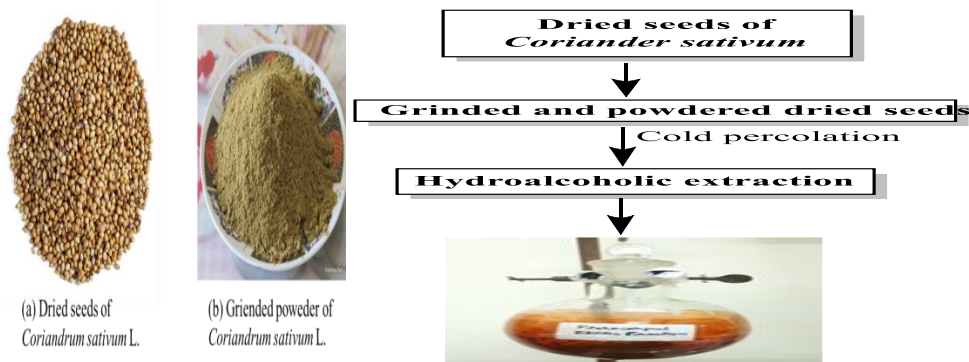 (a) Dried seeds of
Coriandrum sativum L.
(b) Griended poweder of
Coriandrum sativum L.
Dried seeds of
Coriander sativum
Grinded and powdered dried seeds
Cold percolation
Hydroalcoholic extraction